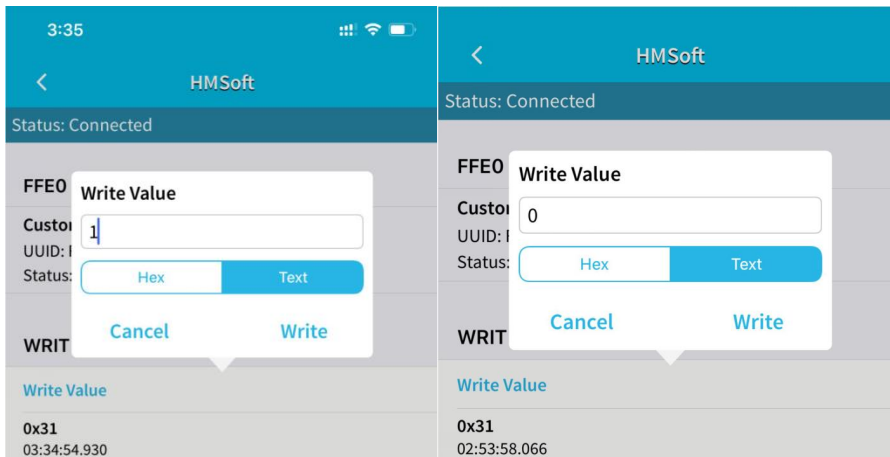 3:35
HMSoft
Status: Connected
FFE0
Write Value
Custo
1
UUID:
Status:
Hex
Text
Cancel
Write
WRIT
Write Value
0x31
03:34:54.930
HMSoft
Status: Connected
FFE0
Write Value
Custo
0
UUID:
Status:
Hex
Text
Cancel
Write
WRIT
Write Value
0x31
02:53:58.066